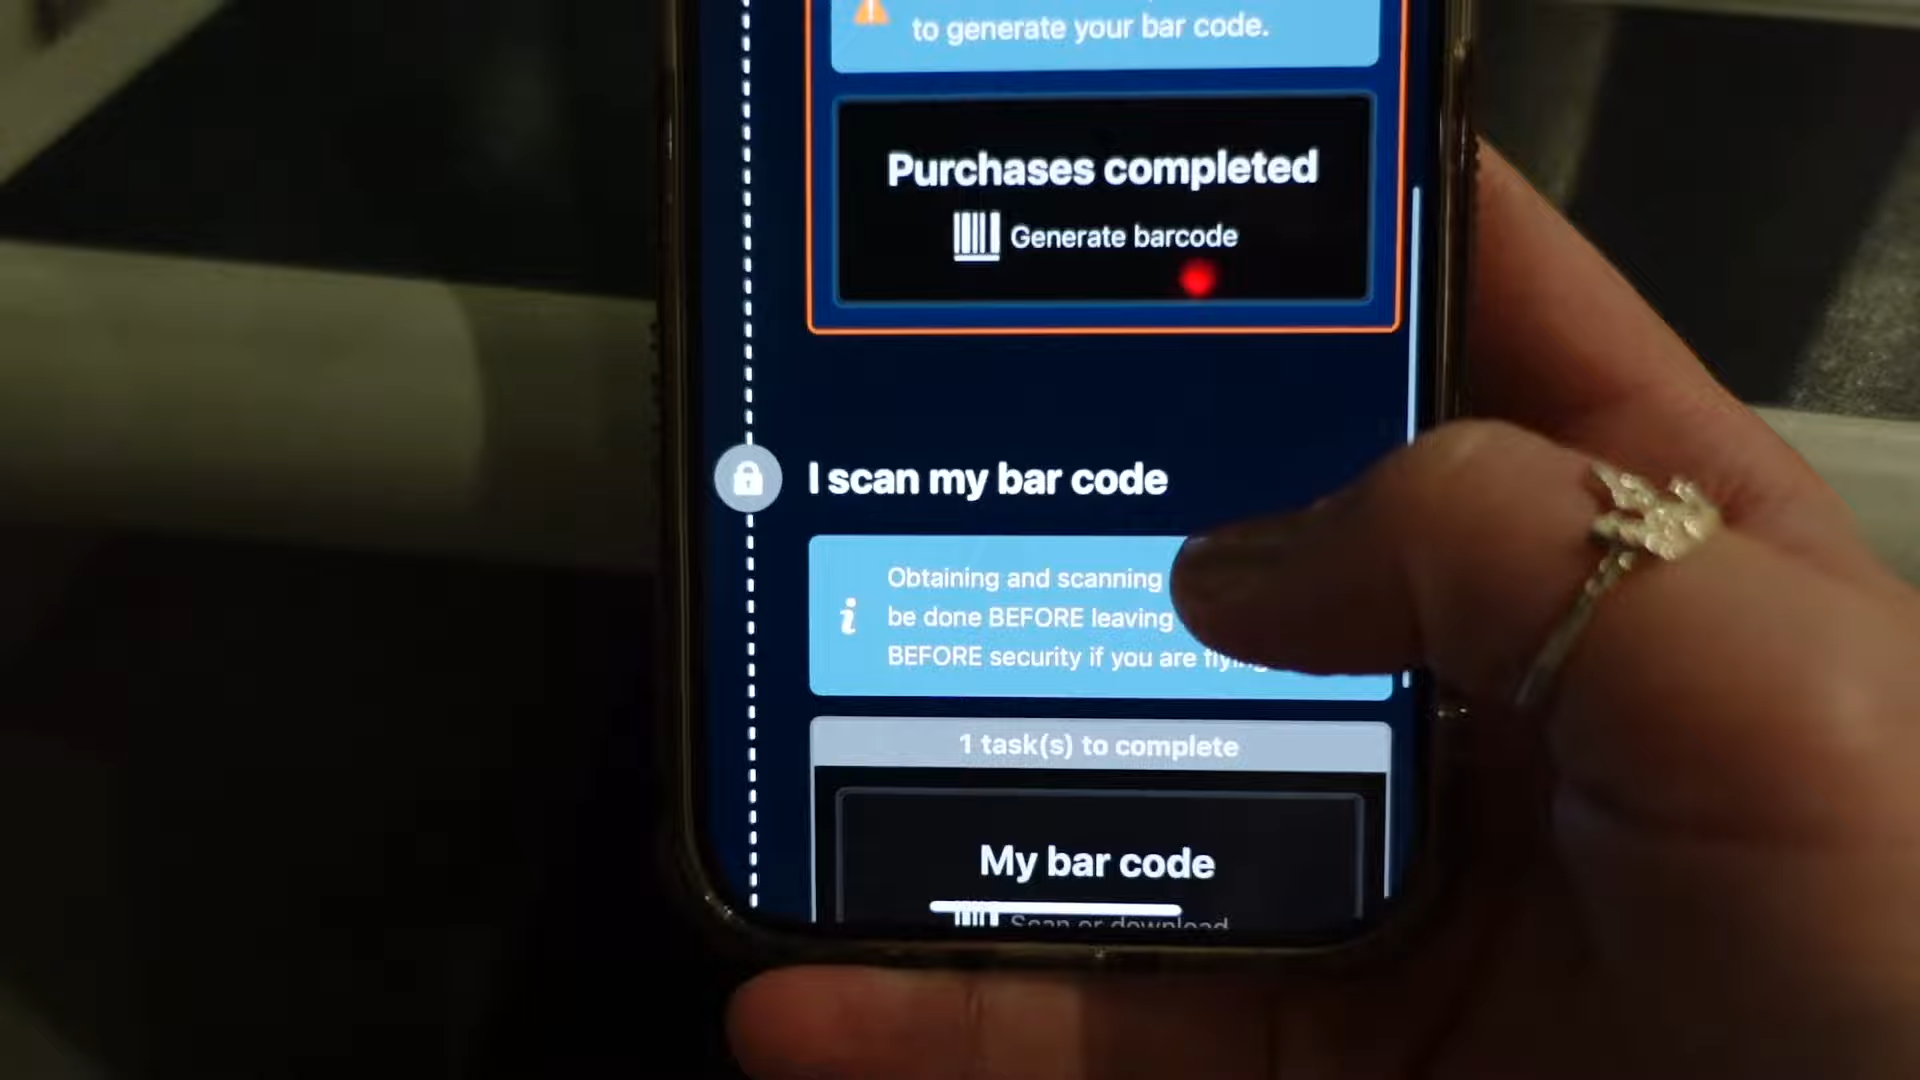 to generate your bar code.
Purchases completed
Generate barcode
I scan my bar code
Obtaining and scanning
be done BEFORE leaving
BEFORE security if you are flying
1 task(s) to complete
My bar code
Scan or download